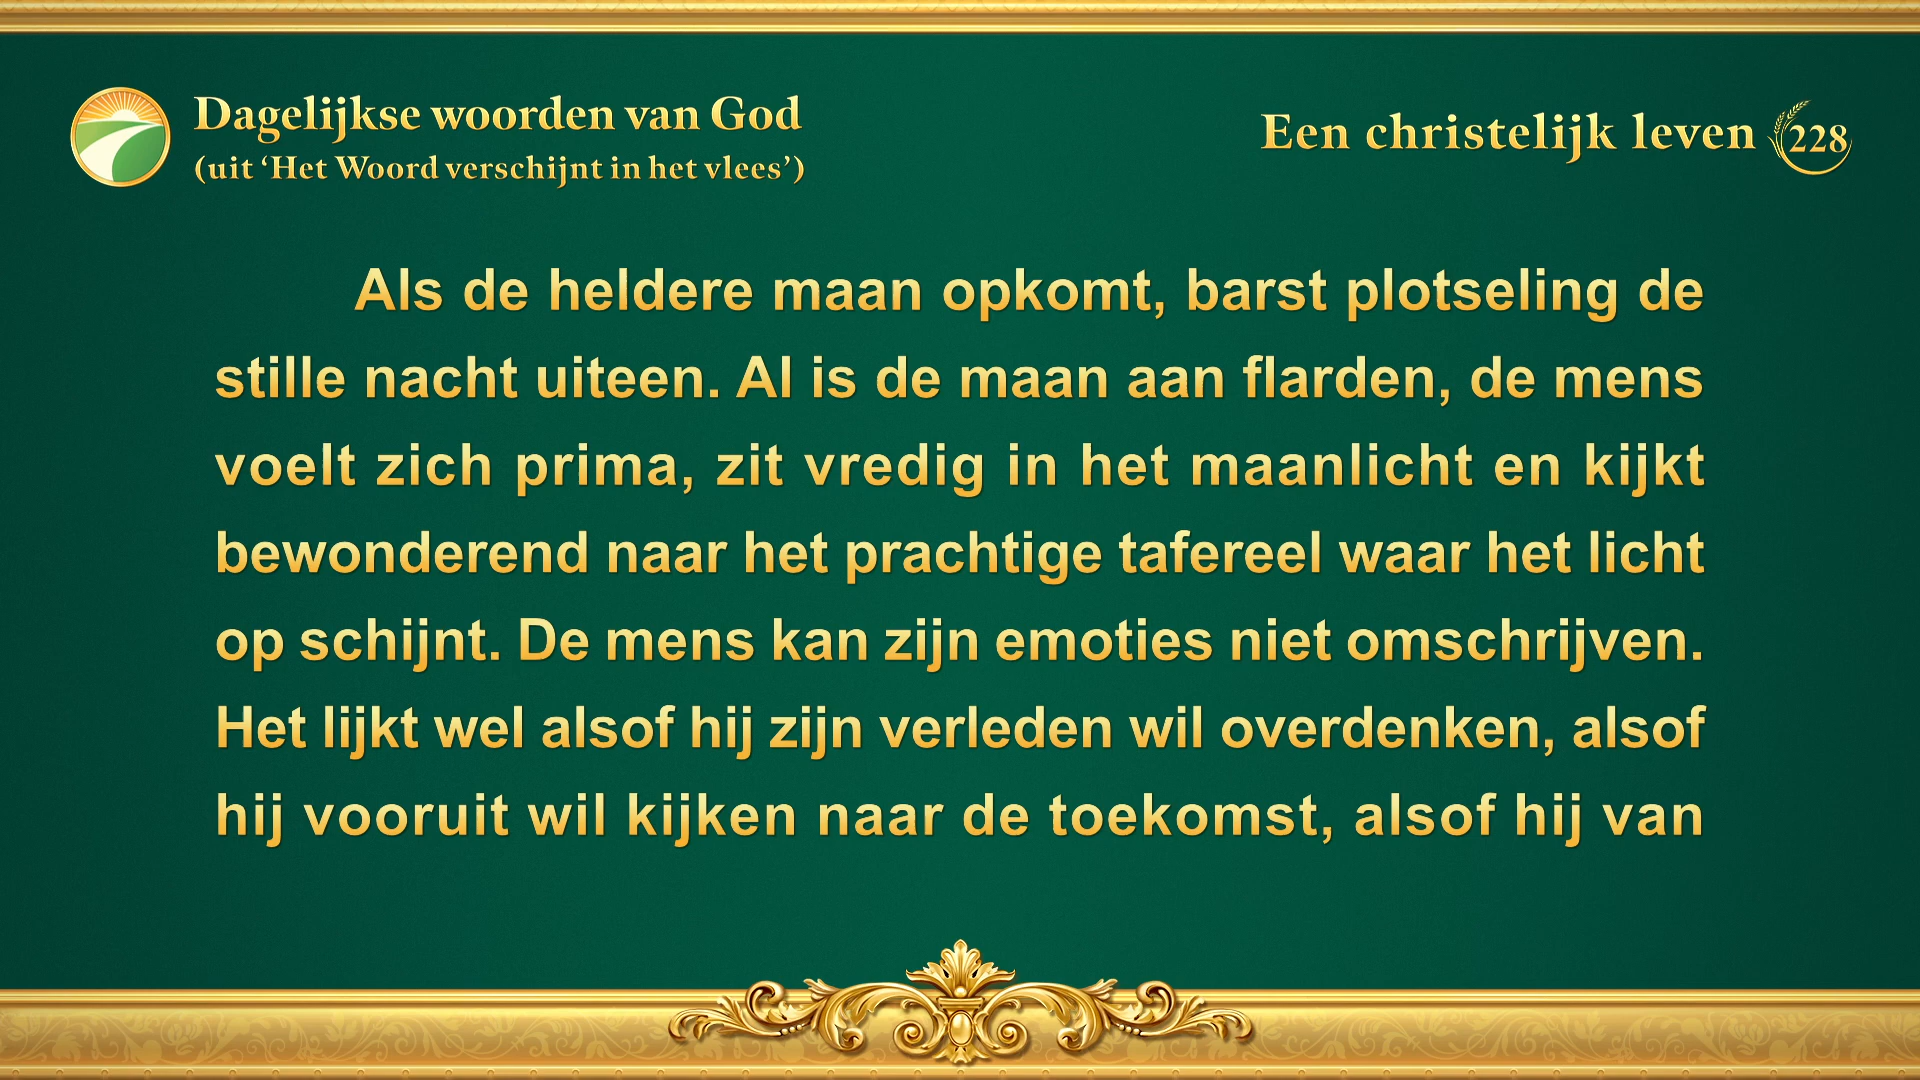 Dagelijkse woorden van God
(uit ‘Het Woord verschijnt in het vlees’)
Een christelijk leven 228
Als de heldere maan opkomt, barst plotseling de
stille nacht uiteen. Al is de maan aan flarden, de mens
voelt zich prima, zit vredig in het maanlicht en kijkt
bewonderend naar het prachtige tafereel waar het licht
op schijnt. De mens kan zijn emoties niet omschrijven.
Het lijkt wel alsof hij zijn verleden wil overdenken, alsof
hij vooruit wil kijken naar de toekomst, alsof hij van